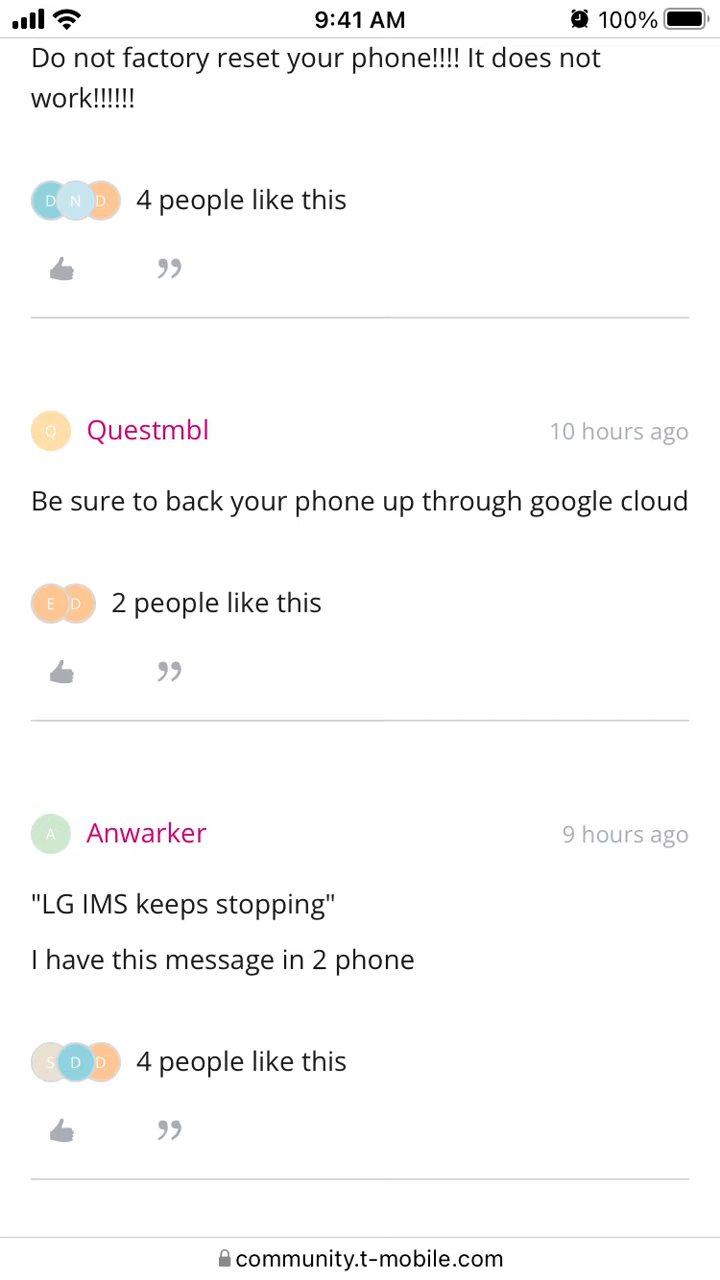 9:41 AM
100%
Do not factory reset your phone!!!! It does not
work!!!!!!
D N D 4 people like this
Q Questmbl 10 hours ago
Be sure to back your phone up through google cloud
E D 2 people like this
A Anwarker 9 hours ago
"LG IMS keeps stopping"
I have this message in 2 phone
S D D 4 people like this
community.t-mobile.com